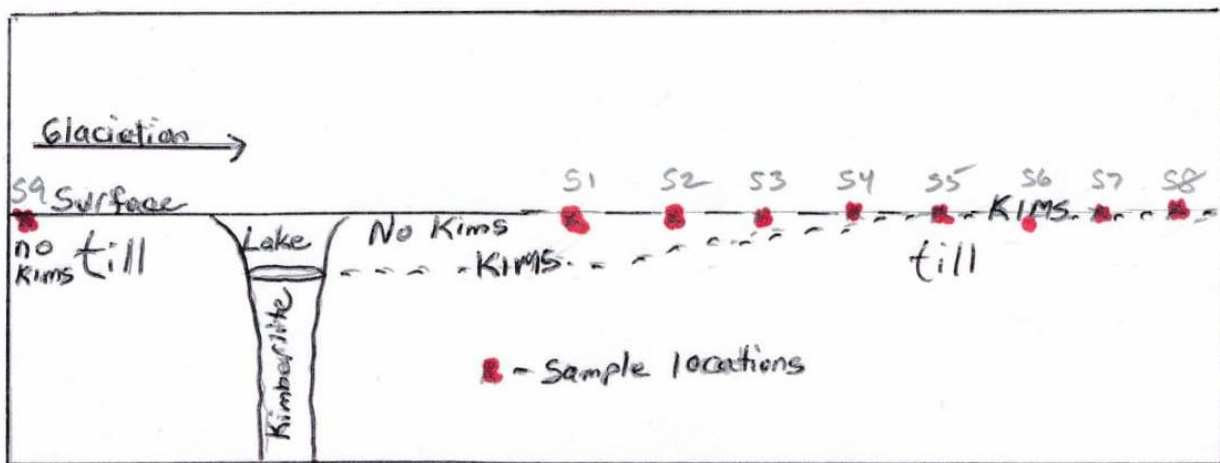 Glaciation
S9 Surface
S1 S2 S3 S4 S5 S6 S7 S8
no Kims
till
Lake
No Kims
KIMS
KIMS
till
Kimberlite
- Sample locations